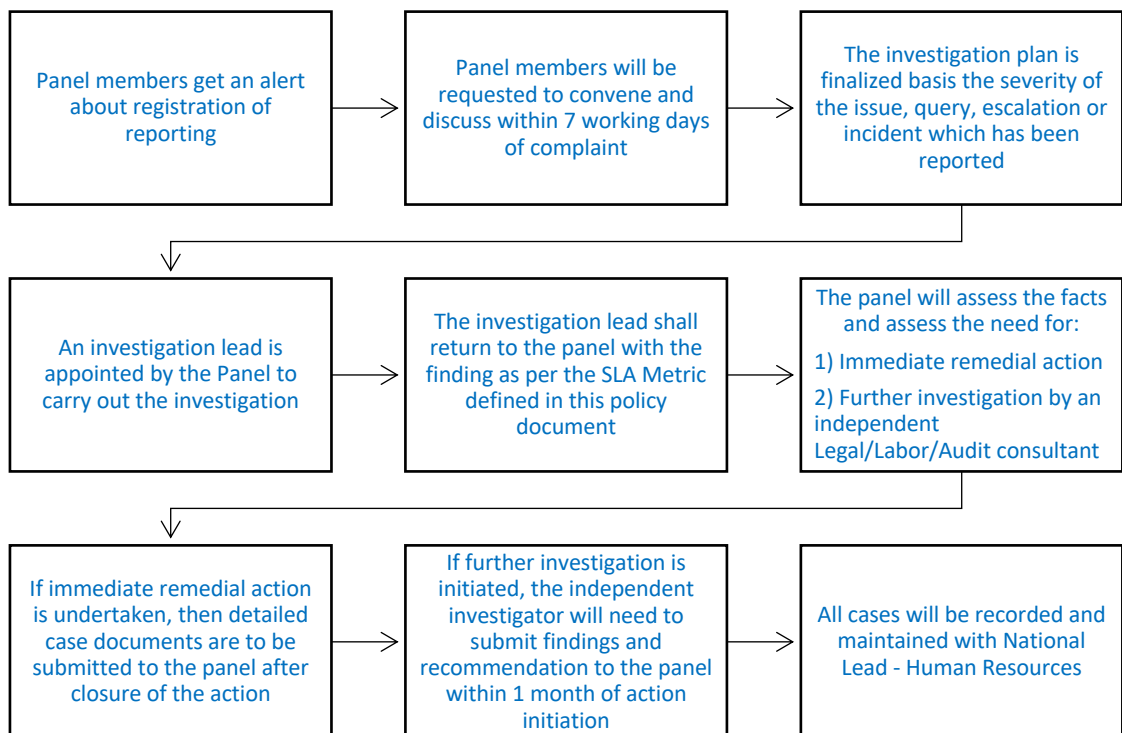 Panel members get an alert
about registration of
reporting
Panel members will be
requested to convene and
discuss within 7 working days
of complaint
The investigation plan is
finalized basis the severity of
the issue, query, escalation or
incident which has been
reported
An investigation lead is
appointed by the Panel to
carry out the investigation
The investigation lead shall
return to the panel with the
finding as per the SLA Metric
defined in this policy
document
The panel will assess the facts
and assess the need for:
1) Immediate remedial action
2) Further investigation by an
independent
Legal/Labor/Audit consultant
If immediate remedial action
is undertaken, then detailed
case documents are to be
submitted to the panel after
closure of the action
If further investigation is
initiated, the independent
investigator will need to
submit findings and
recommendation to the panel
within 1 month of action
initiation
All cases will be recorded and
maintained with National
Lead - Human Resources